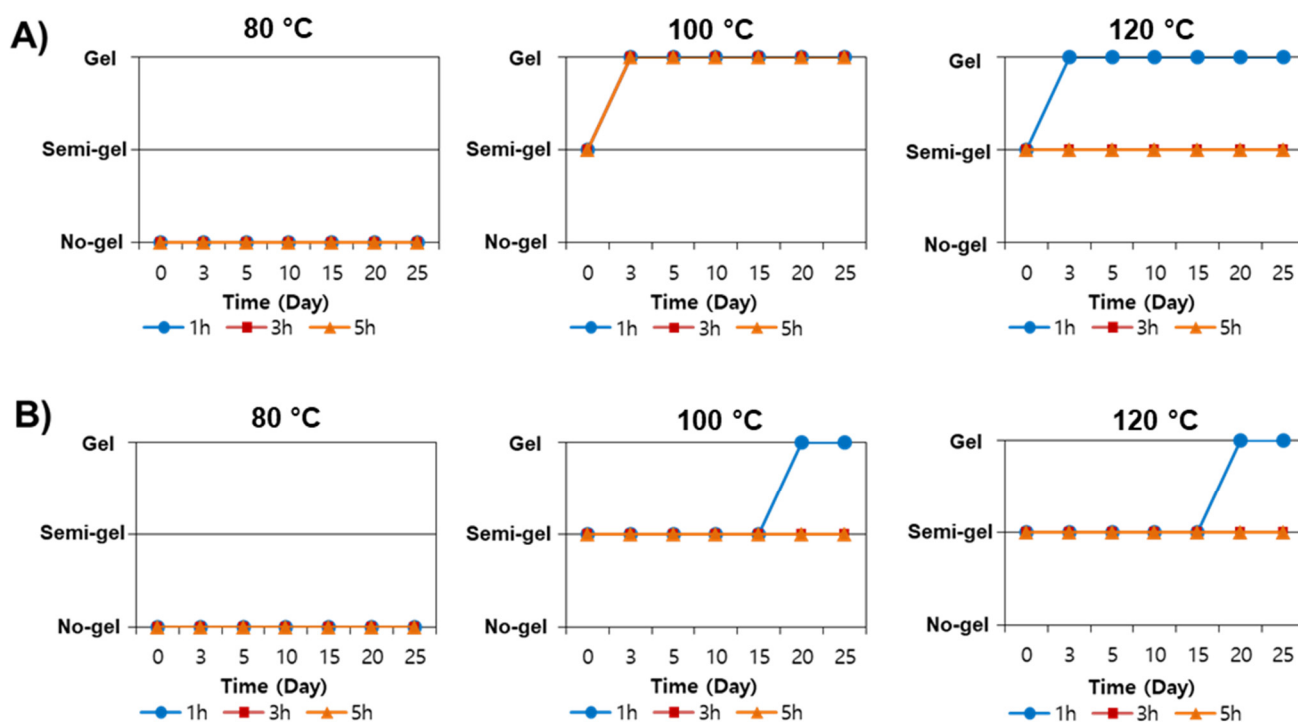 A)
80 °C
100 °C
120 °C
Gel
Semi-gel
No-gel
0 3 5 10 15 20 25
Time (Day)
1h 3h 5h
Gel
Semi-gel
No-gel
0 3 5 10 15 20 25
Time (Day)
1h 3h 5h
Gel
Semi-gel
No-gel
0 3 5 10 15 20 25
Time (Day)
1h 3h 5h
B)
80 °C
100 °C
120 °C
Gel
Semi-gel
No-gel
0 3 5 10 15 20 25
Time (Day)
1h 3h 5h
Gel
Semi-gel
No-gel
0 3 5 10 15 20 25
Time (Day)
1h 3h 5h
Gel
Semi-gel
No-gel
0 3 5 10 15 20 25
Time (Day)
1h 3h 5h